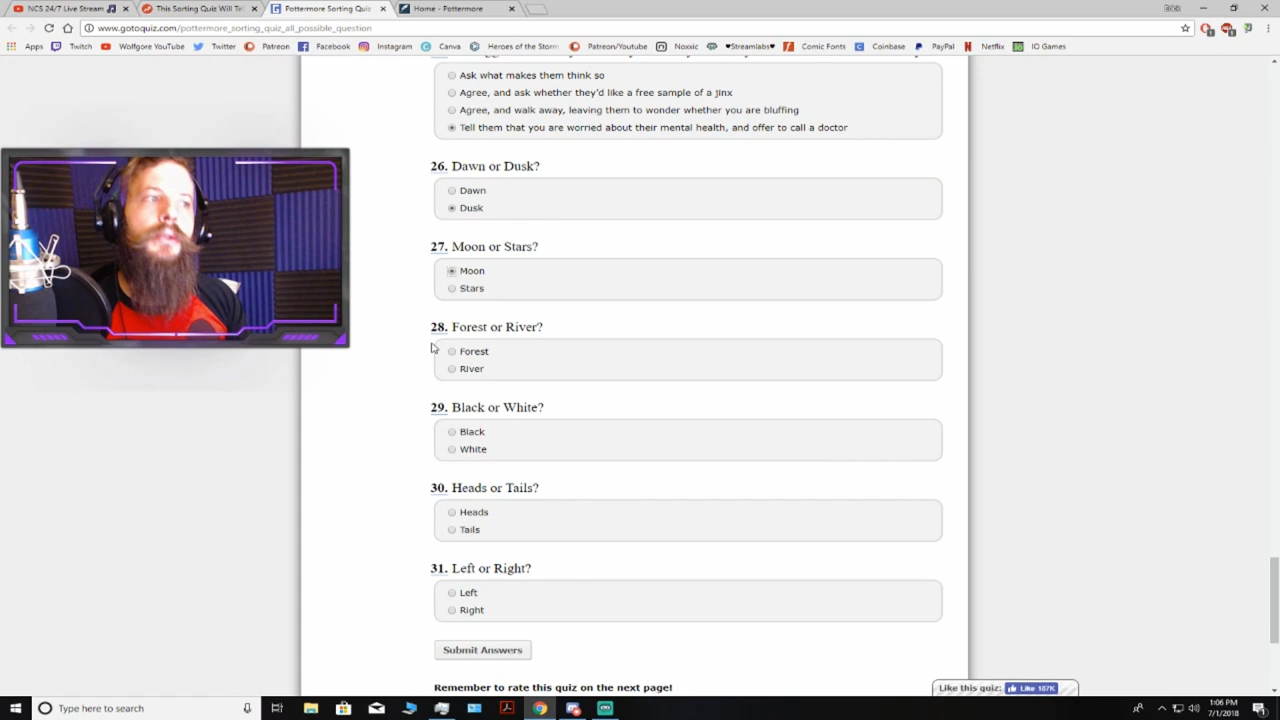 NCS 24/7 Live Stream
This Sorting Quiz Will Tel
Pottermore Sorting Quiz
Home - Pottermore
www.gotoquiz.com/pottermore_sorting_quiz_all_possible_question
Apps
Twitch
Wolfgore YouTube
Twitter
Patreon
Facebook
Instagram
Canva
Heroes of the Storm
Patreon/Youtube
Noxxic
♥Streamlabs♥
Comic Fonts
Coinbase
PayPal
Netflix
IO Games
Ask what makes them think so
Agree, and ask whether they'd like a free sample of a jinx
Agree, and walk away, leaving them to wonder whether you are bluffing
Tell them that you are worried about their mental health, and offer to call a doctor
26. Dawn or Dusk?
Dawn
Dusk
27. Moon or Stars?
Moon
Stars
28. Forest or River?
Forest
River
29. Black or White?
Black
White
30. Heads or Tails?
Heads
Tails
31. Left or Right?
Left
Right
Submit Answers
Remember to rate this quiz on the next page!
Like this quiz:
Like 187K
Type here to search
1:06 PM
7/1/2018